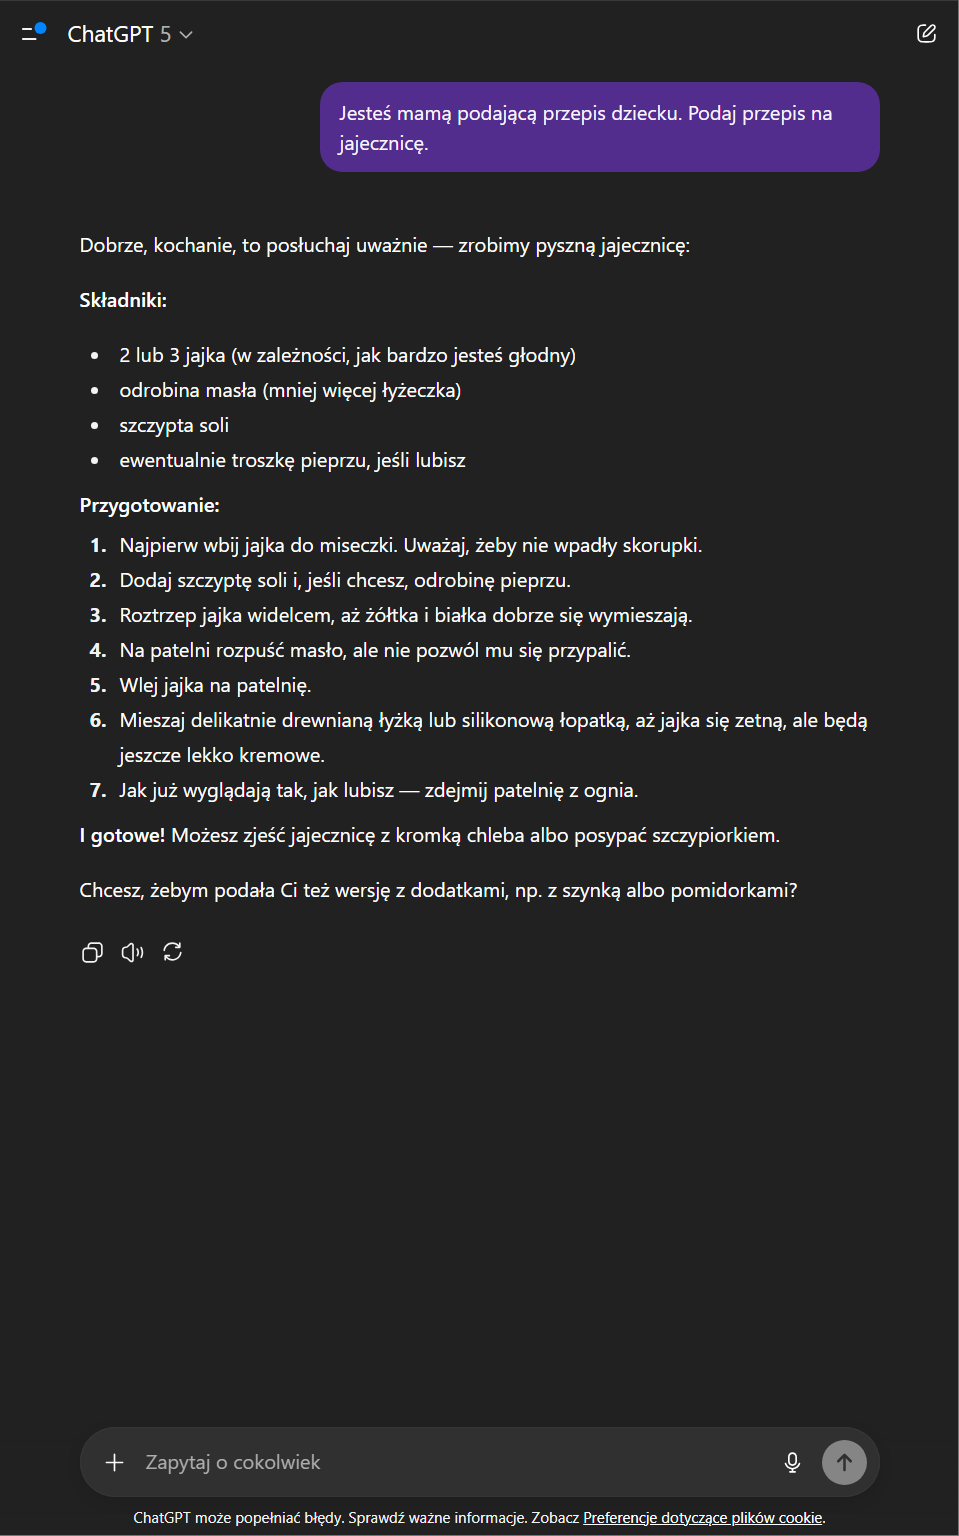 ChatGPT 5
Jesteś mamą podającą przepis dziecku. Podaj przepis na
jajecznicę.
Dobrze, kochanie, to posłuchaj uważnie — zrobimy pyszną jajecznicę:
Składniki:
• 2 lub 3 jajka (w zależności, jak bardzo jesteś głodny)
• odrobina masła (mniej więcej łyżeczka)
• szczypta soli
• ewentualnie troszkę pieprzu, jeśli lubisz
Przygotowanie:
1. Najpierw wbij jajka do miseczki. Uważaj, żeby nie wpadły skorupki.
2. Dodaj szczyptę soli i, jeśli chcesz, odrobinę pieprzu.
3. Roztrzep jajka widelcem, aż żółtka i białka dobrze się wymieszają.
4. Na patelni rozpuść masło, ale nie pozwól mu się przypalić.
5. Wlej jajka na patelnię.
6. Mieszaj delikatnie drewnianą łyżką lub silikonową łopatką, aż jajka się zetną, ale będą
jeszcze lekko kremowe.
7. Jak już wyglądają tak, jak lubisz — zdejmij patelnię z ognia.
I gotowe! Możesz zjeść jajecznicę z kromką chleba albo posypać szczypiorkiem.
Chcesz, żebym podała Ci też wersję z dodatkami, np. z szynką albo pomidorkami?
Zapytaj o cokolwiek
ChatGPT może popełniać błędy. Sprawdź ważne informacje. Zobacz Preferencje dotyczące plików cookie.